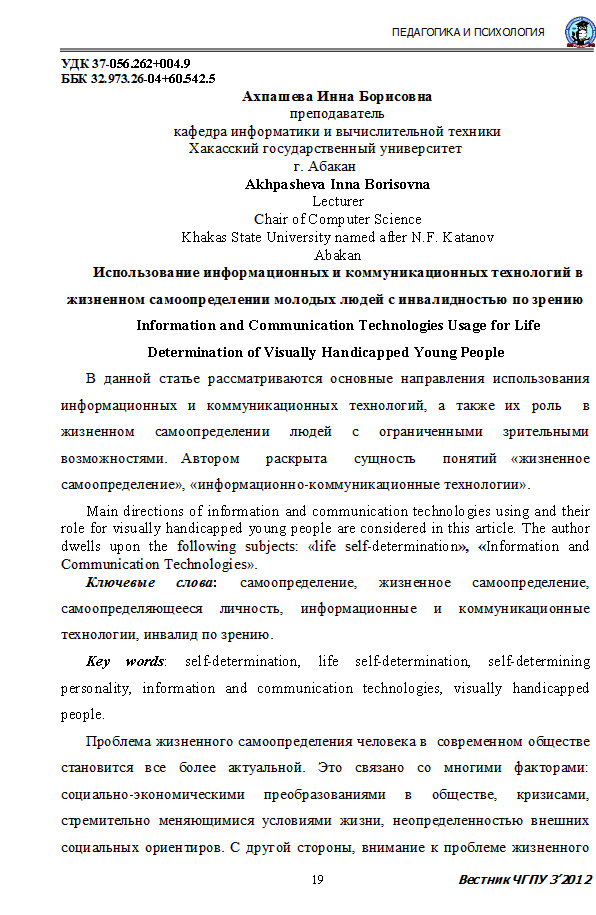 ПЕДАГОГИКА И ПСИХОЛОГИЯ
УДК 37-056.262+004.9
ББК 32.973.26-04+60.542.5
Ахпашева Инна Борисовна
преподаватель
кафедра информатики и вычислительной техники
Хакасский государственный университет
г. Абакан
Akhpasheva Inna Borisovna
Lecturer
Chair of Computer Science
Khakas State University named after N.F. Katanov
Abakan
Использование информационных и коммуникационных технологий в
жизненном самоопределении молодых людей с инвалидностью по зрению
Information and Communication Technologies Usage for Life
Determination of Visually Handicapped Young People
В данной статье рассматриваются основные направления использования
информационных и коммуникационных технологий, а также их роль в
жизненном самоопределении людей с ограниченными зрительными
возможностями. Автором раскрыта сущность понятий «жизненное
самоопределение», «информационно-коммуникационные технологии».
Main directions of information and communication technologies using and their
role for visually handicapped young people are considered in this article. The author
dwells upon the following subjects: «life self-determination», «Information and
Communication Technologies».
Ключевые слова: самоопределение, жизненное самоопределение,
самоопределяющееся личность, информационные и коммуникационные
технологии, инвалид по зрению.
Key words: self-determination, life self-determination, self-determining
personality, information and communication technologies, visually handicapped
people.
Проблема жизненного самоопределения человека в современном обществе
становится все более актуальной. Это связано со многими факторами:
социально-экономическими преобразованиями в обществе, кризисами,
стремительно меняющимися условиями жизни, неопределенностью внешних
социальных ориентиров. С другой стороны, внимание к проблеме жизненного
19
Вестник ЧГПУ 3’2012